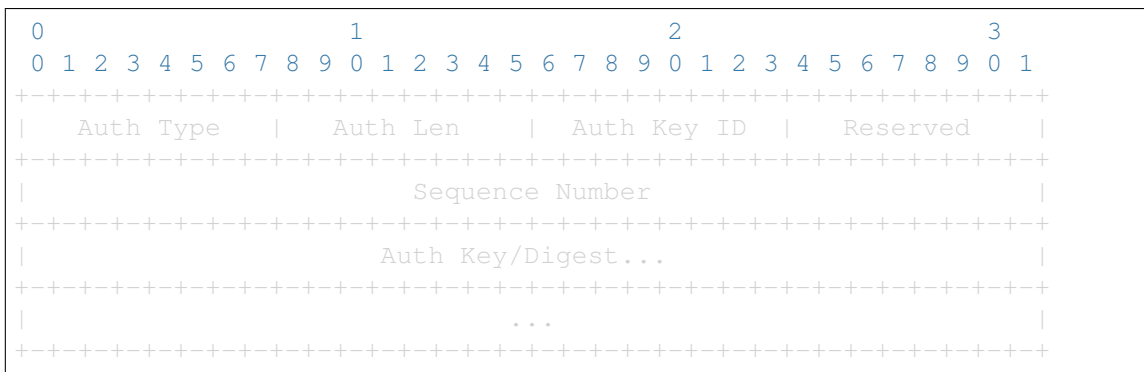 0                   1                   2                   3
 0 1 2 3 4 5 6 7 8 9 0 1 2 3 4 5 6 7 8 9 0 1 2 3 4 5 6 7 8 9 0 1
+-+-+-+-+-+-+-+-+-+-+-+-+-+-+-+-+-+-+-+-+-+-+-+-+-+-+-+-+-+-+-+-+
|   Auth Type   |   Auth Len    |  Auth Key ID  |   Reserved    |
+-+-+-+-+-+-+-+-+-+-+-+-+-+-+-+-+-+-+-+-+-+-+-+-+-+-+-+-+-+-+-+-+
|                        Sequence Number                        |
+-+-+-+-+-+-+-+-+-+-+-+-+-+-+-+-+-+-+-+-+-+-+-+-+-+-+-+-+-+-+-+-+
|                      Auth Key/Digest...                       |
+-+-+-+-+-+-+-+-+-+-+-+-+-+-+-+-+-+-+-+-+-+-+-+-+-+-+-+-+-+-+-+-+
|                              ...                              |
+-+-+-+-+-+-+-+-+-+-+-+-+-+-+-+-+-+-+-+-+-+-+-+-+-+-+-+-+-+-+-+-+